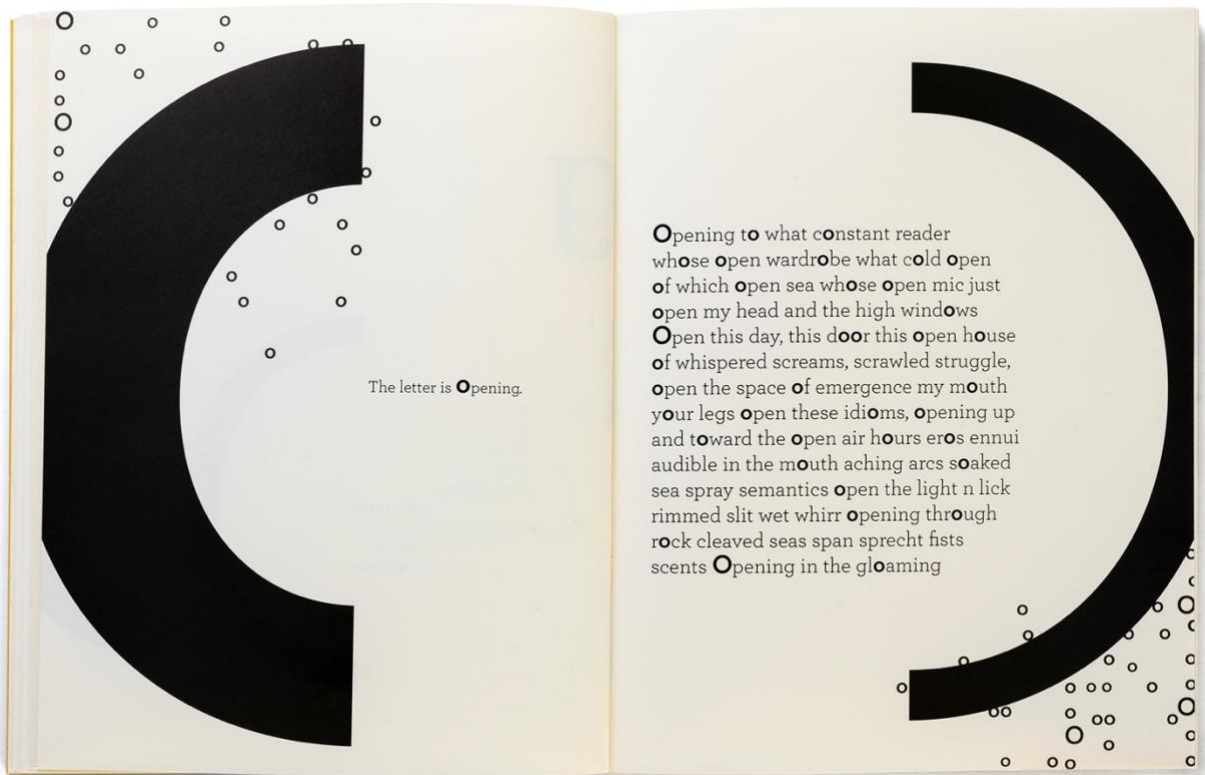 The letter is Opening.
Opening to what constant reader
whose open wardrobe what cold open
of which open sea whose open mic just
open my head and the high windows
Open this day, this door this open house
of whispered screams, scrawled struggle,
open the space of emergence my mouth
your legs open these idioms, opening up
and toward the open air hours eros ennui
audible in the mouth aching arcs soaked
sea spray semantics open the light n lick
rimmed slit wet whirr opening through
rock cleaved seas span sprecht fists
scents Opening in the gloaming